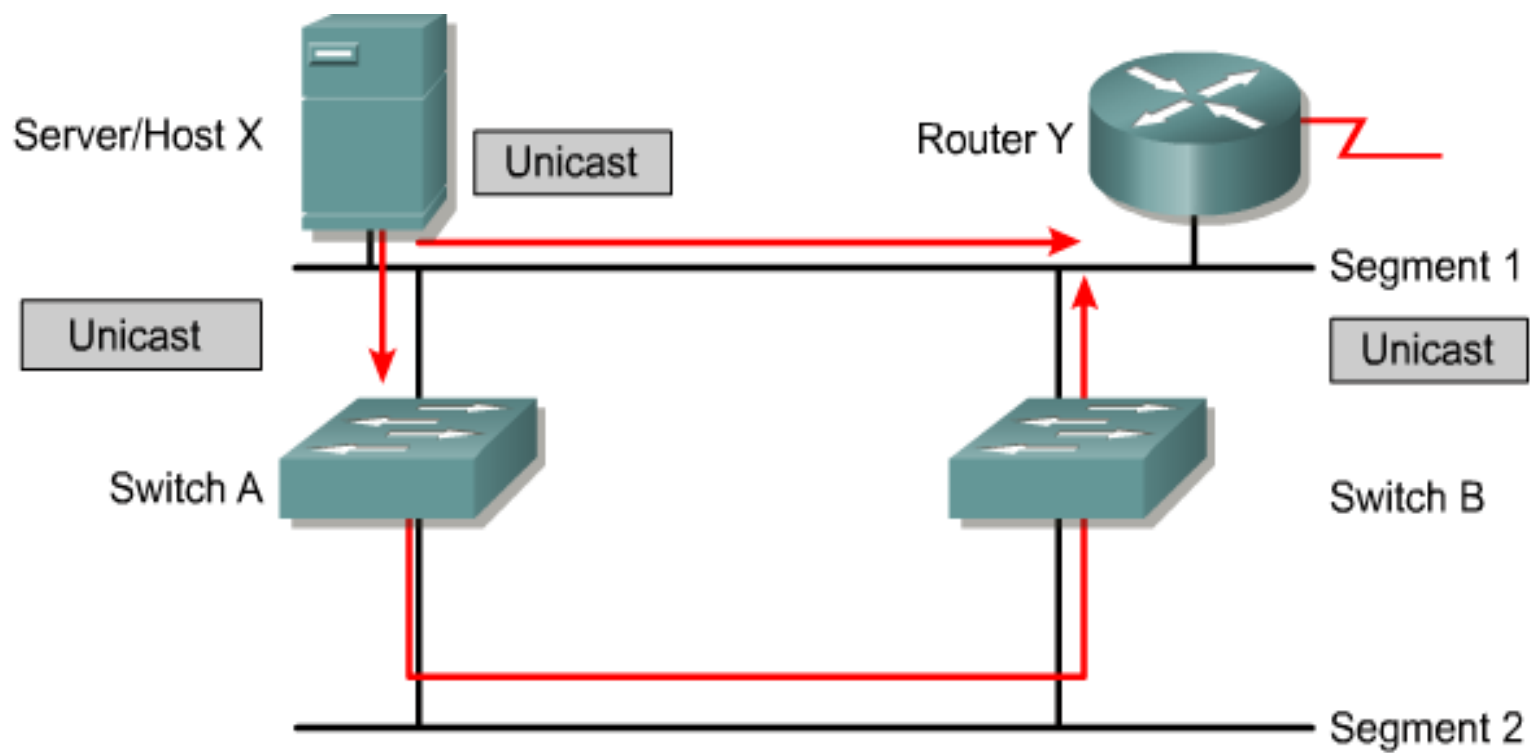 Server/Host X
Unicast
Router Y
Segment 1
Unicast
Unicast
Switch A
Switch B
Segment 2